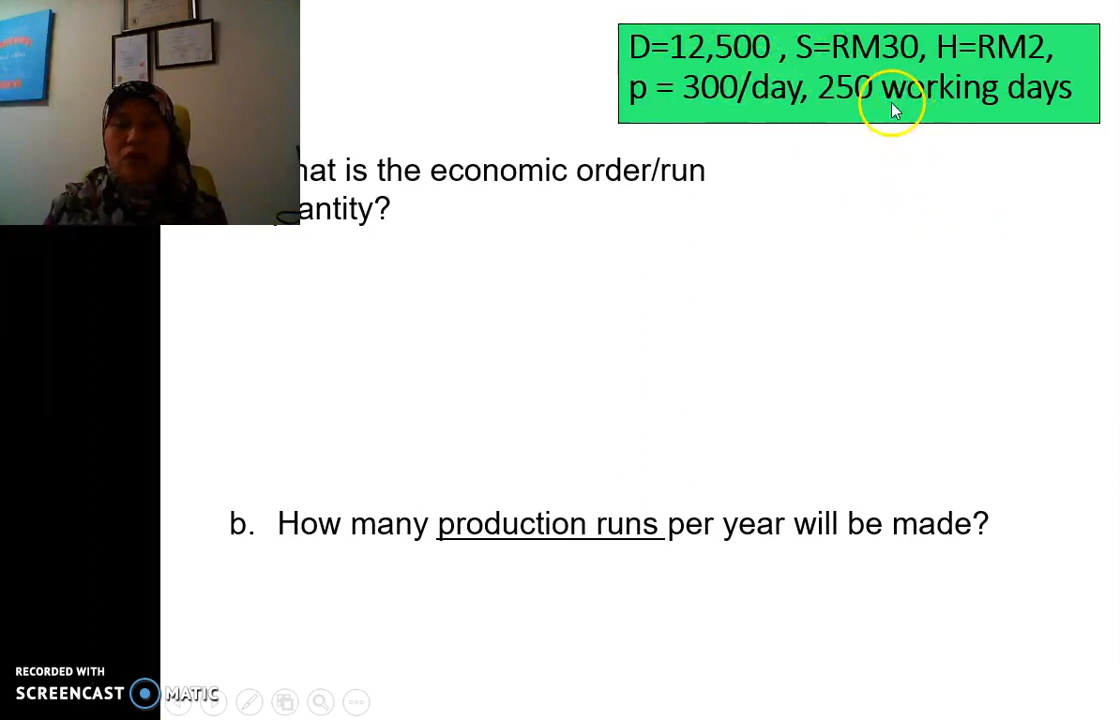 D=12,500 , S=RM30, H=RM2,
p = 300/day, 250 working days
hat is the economic order/run
antity?
b. How many production runs per year will be made?
RECORDED WITH
SCREENCAST MATIC